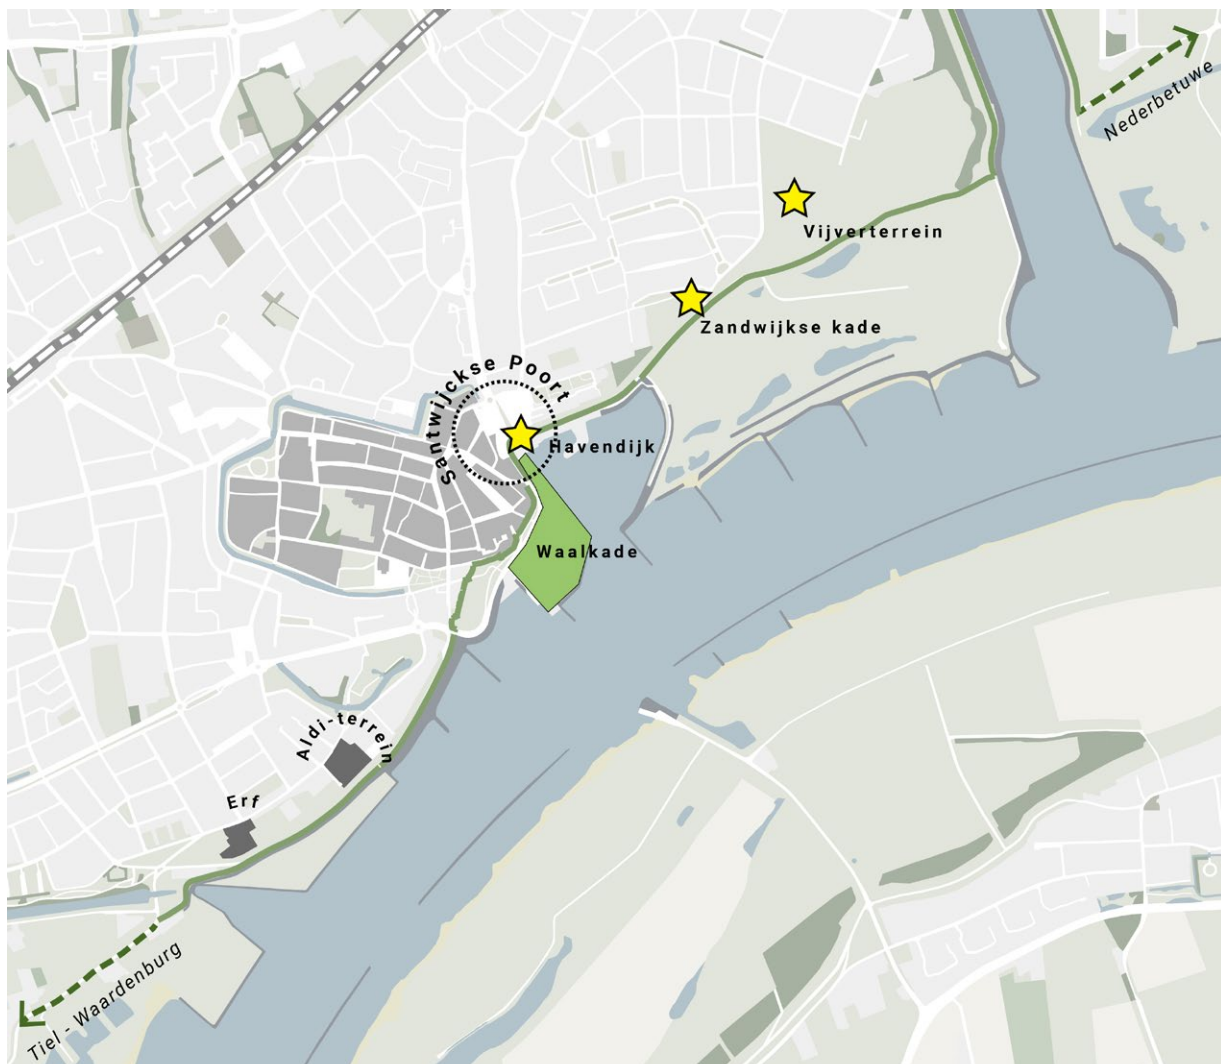 Nederbetuwe
Vijverterrein
Zandwijkse kade
Santwijckse Poort
Havendijk
Waalkade
Aldi-terrein
Erf
Tiel - Waardenburg